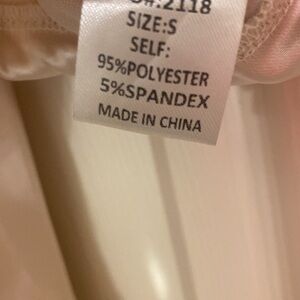 #:2118
SIZE:S
SELF:
95%POLYESTER
5%SPANDEX
MADE IN CHINA